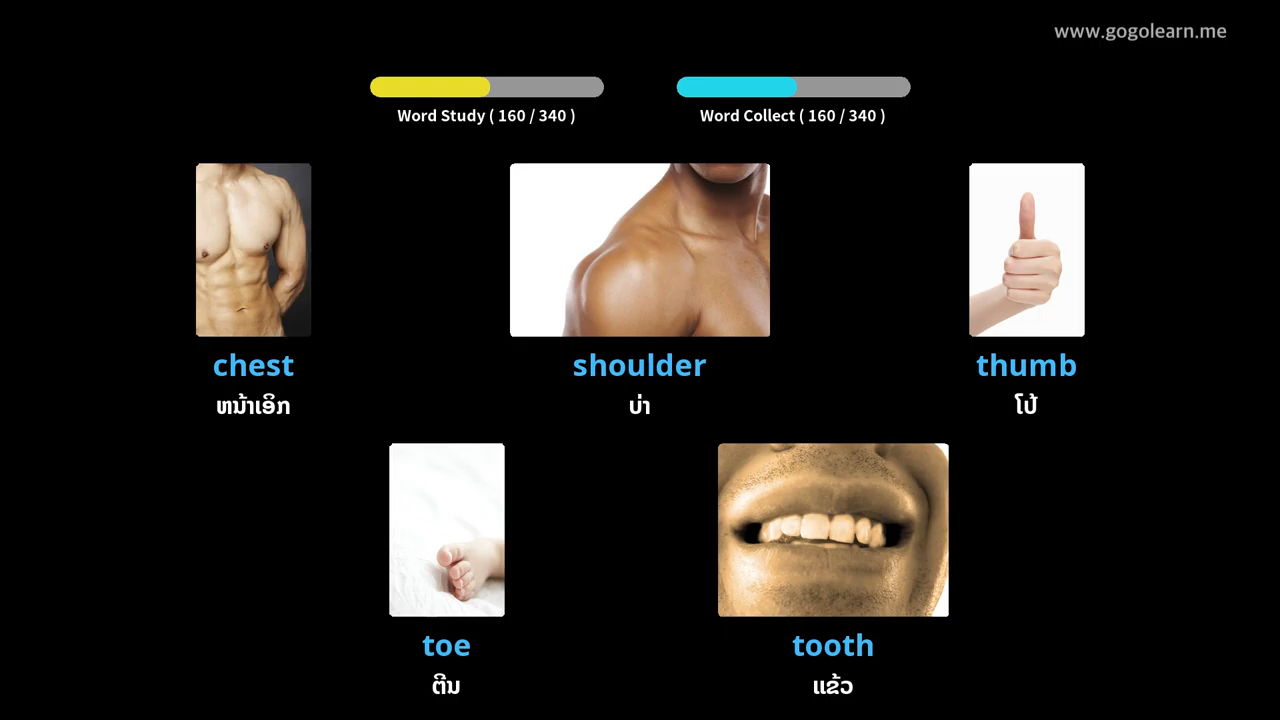 www.gogolearn.me
Word Study ( 160 / 340 )
Word Collect ( 160 / 340 )
chest
ຫນ້າເອິກ
shoulder
ບ່າ
thumb
ໂປ້
toe
ຕີນ
tooth
ແຂ້ວ